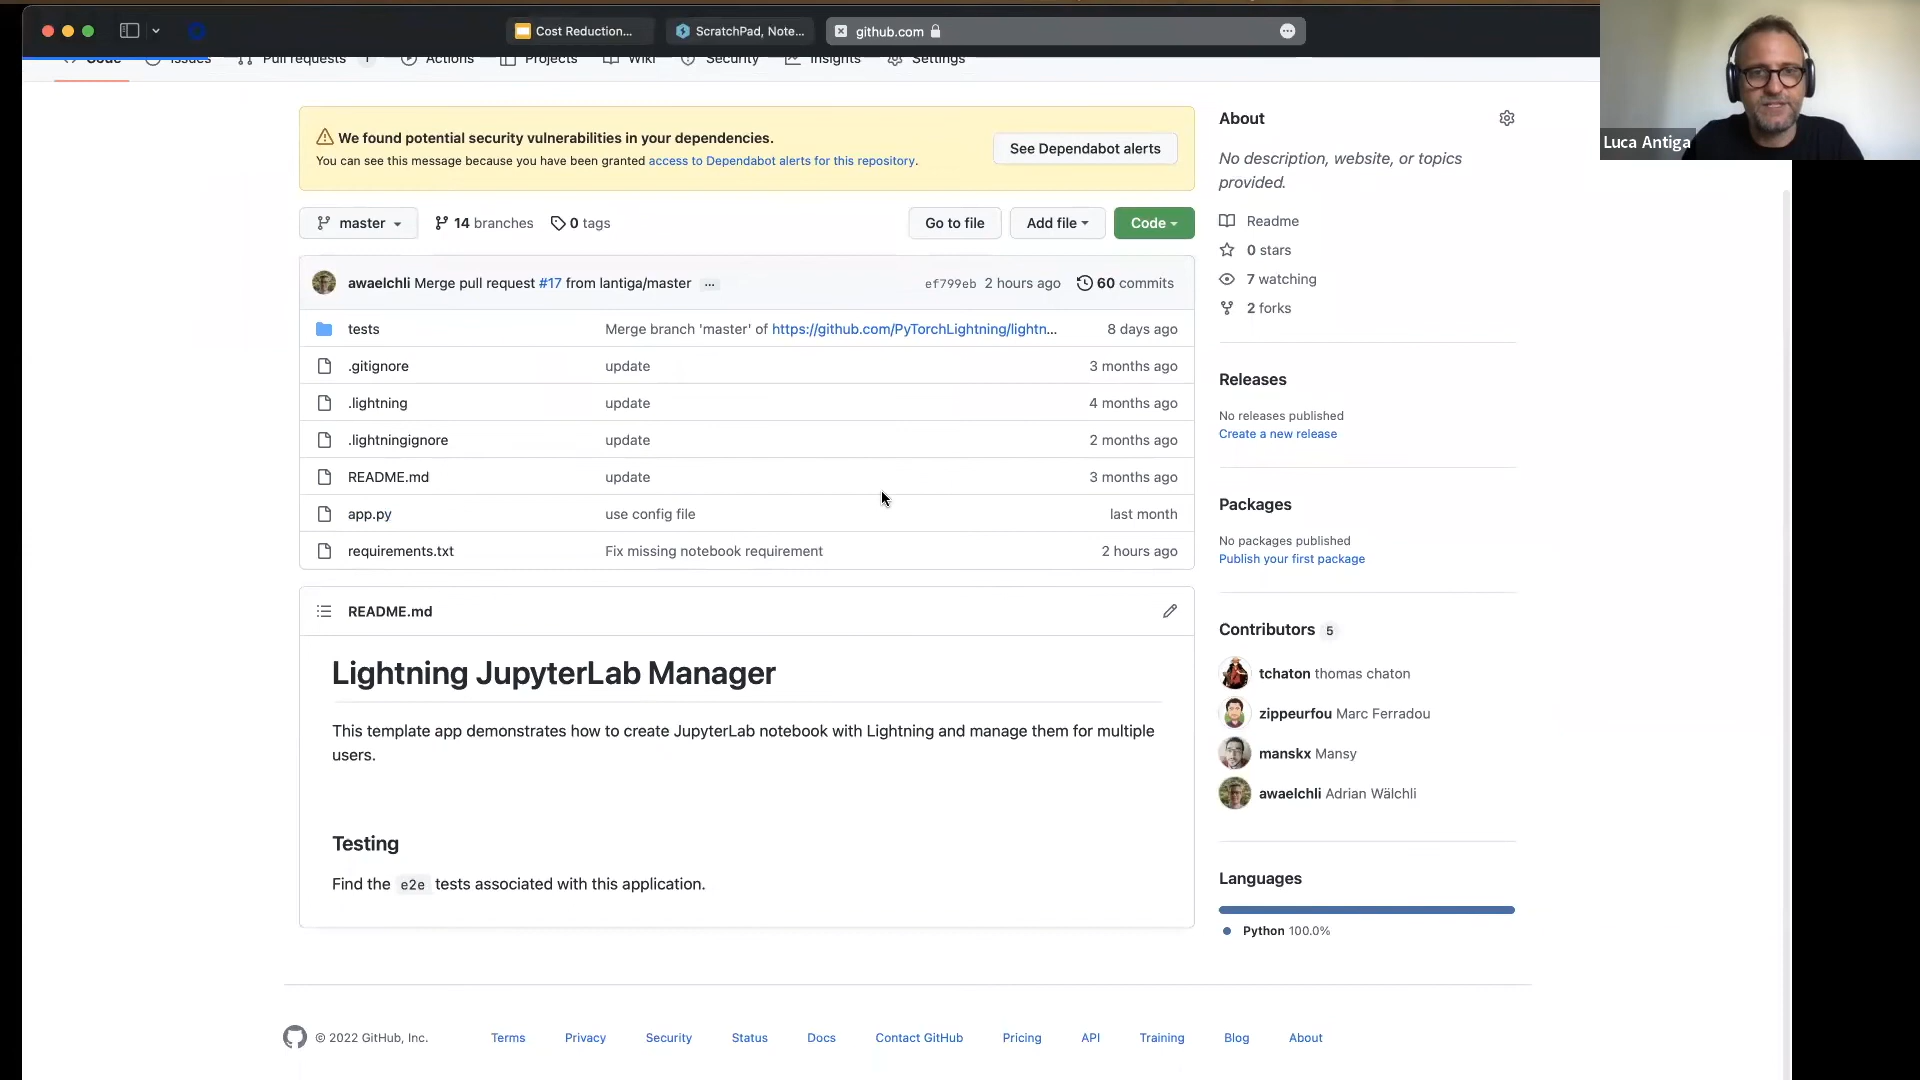 Cost Reduction...
ScratchPad, Note...
github.com
Code
Issues
Pull requests 1
Actions
Projects
Wiki
Security
Insights
Settings
Luca Antiga
We found potential security vulnerabilities in your dependencies.
You can see this message because you have been granted access to Dependabot alerts for this repository.
See Dependabot alerts
master
14 branches
0 tags
Go to file
Add file
Code
awaelchli Merge pull request #17 from lantiga/master ...
ef799eb 2 hours ago
60 commits
tests Merge branch 'master' of https://github.com/PyTorchLightning/lightn... 8 days ago
.gitignore update 3 months ago
.lightning update 4 months ago
.lightningignore update 2 months ago
README.md update 3 months ago
app.py use config file last month
requirements.txt Fix missing notebook requirement 2 hours ago
README.md
Lightning JupyterLab Manager
This template app demonstrates how to create JupyterLab notebook with Lightning and manage them for multiple
users.
Testing
Find the e2e tests associated with this application.
About
No description, website, or topics
provided.
Readme
0 stars
7 watching
2 forks
Releases
No releases published
Create a new release
Packages
No packages published
Publish your first package
Contributors 5
tchaton thomas chaton
zippeurfou Marc Ferradou
manskx Mansy
awaelchli Adrian Wälchli
Languages
Python 100.0%
© 2022 GitHub, Inc.
Terms
Privacy
Security
Status
Docs
Contact GitHub
Pricing
API
Training
Blog
About